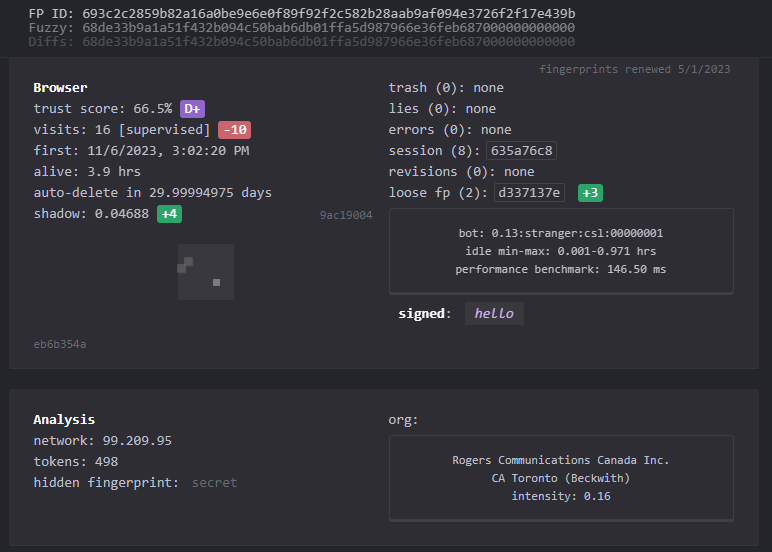 FP ID: 693c2c2859b82a16a0be9e6e0f89f92f2c582b28aab9af094e3726f2f17e439b
Fuzzy: 68de33b9a1a51f432b094c50bab6db01ffa5d987966e36feb687000000000000
Diffs: 68de33b9a1a51f432b094c50bab6db01ffa5d987966e36feb687000000000000
fingerprints renewed 5/1/2023
Browser
trust score: 66.5% D+
visits: 16 [supervised] -10
first: 11/6/2023, 3:02:20 PM
alive: 3.9 hrs
auto-delete in 29.99994975 days
shadow: 0.04688 +4
9ac19004
eb6b354a
trash (0): none
lies (0): none
errors (0): none
session (8): 635a76c8
revisions (0): none
loose fp (2): d337137e +3
bot: 0.13:stranger:csl:00000001
idle min-max: 0.001-0.971 hrs
performance benchmark: 146.50 ms
signed: hello
Analysis
network: 99.209.95
tokens: 498
hidden fingerprint: secret
org:
Rogers Communications Canada Inc.
CA Toronto (Beckwith)
intensity: 0.16